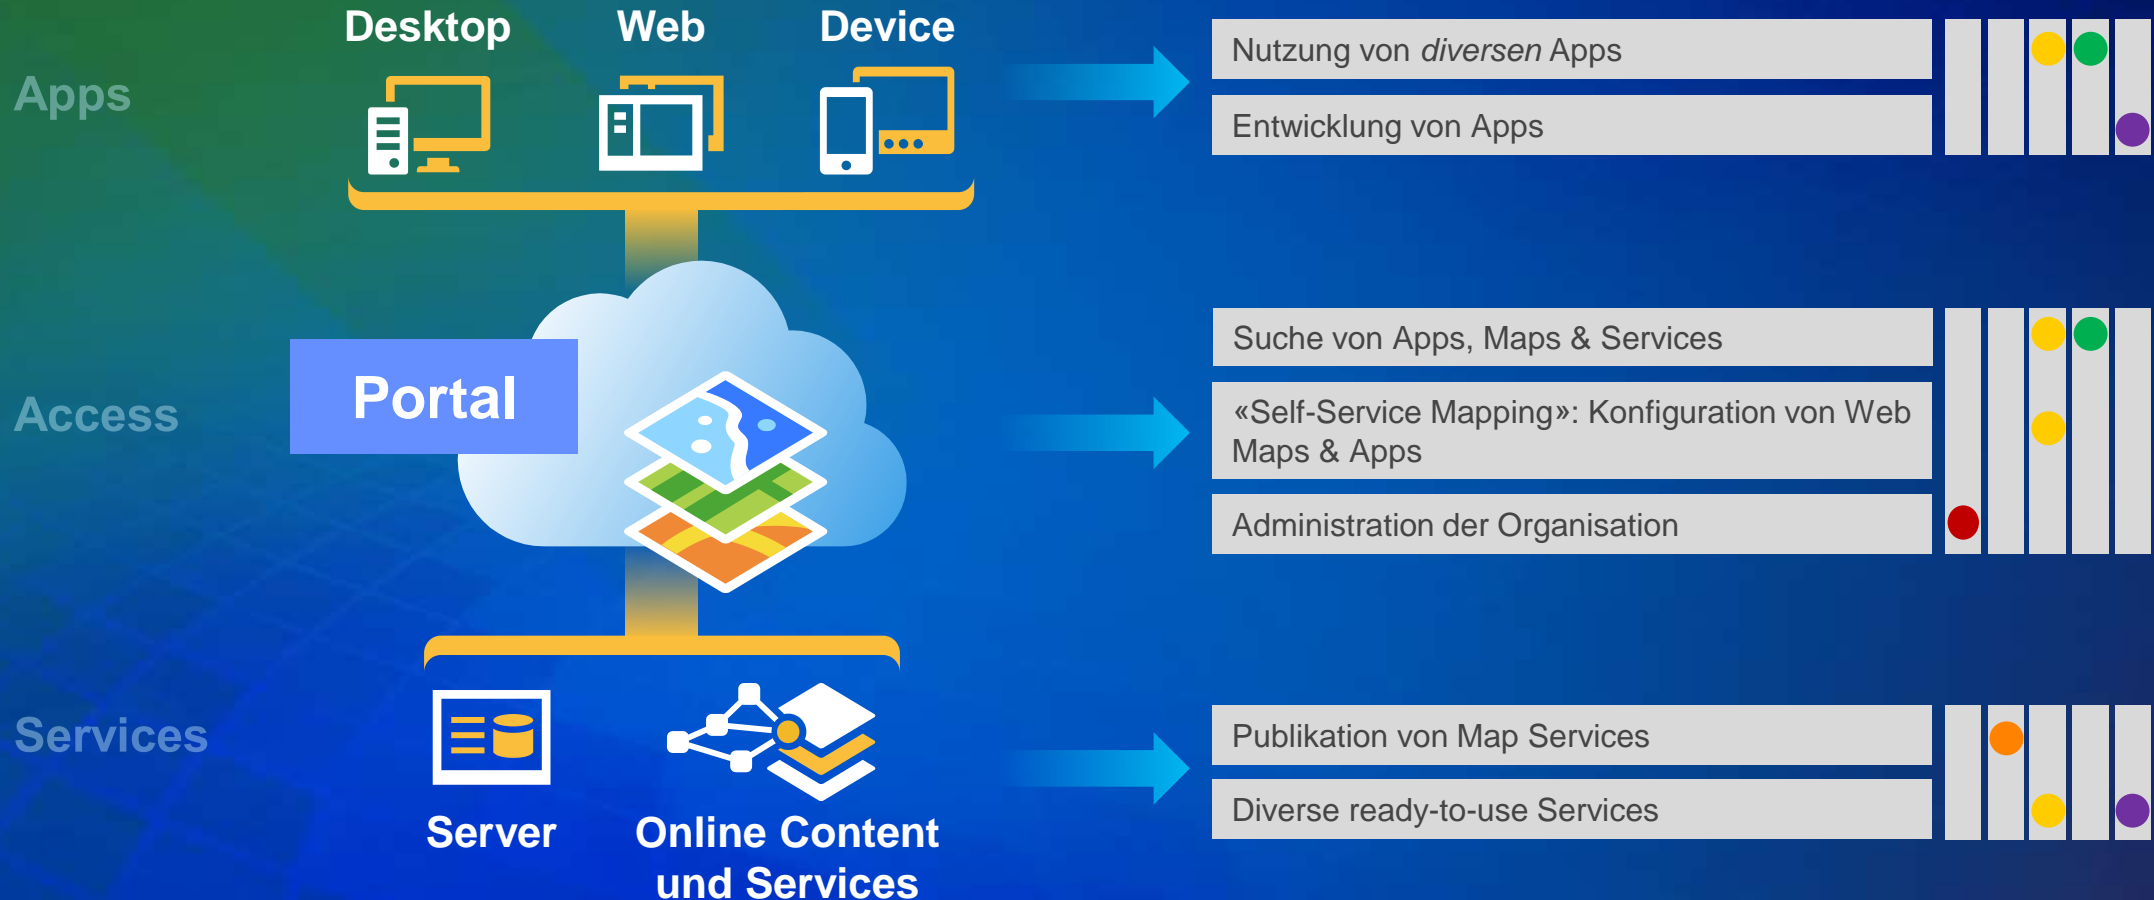 Desktop
Web
Device
Apps
Nutzung von diversen Apps
Entwicklung von Apps
Portal
Access
Suche von Apps, Maps & Services
«Self-Service Mapping»: Konfiguration von Web
Maps & Apps
Administration der Organisation
Services
Server
Online Content
und Services
Publikation von Map Services
Diverse ready-to-use Services